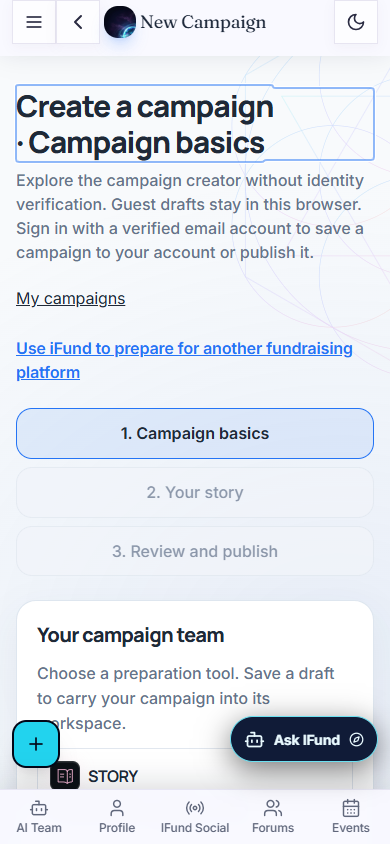 New Campaign
Create a campaign
· Campaign basics
Explore the campaign creator without identity
verification. Guest drafts stay in this browser.
Sign in with a verified email account to save a
campaign to your account or publish it.
My campaigns
Use iFund to prepare for another fundraising
platform
1. Campaign basics
2. Your story
3. Review and publish
Your campaign team
Choose a preparation tool. Save a draft
to carry your campaign into its
orkspace.
Ask IFund
STORY
AI Team
Profile
IFund Social
Forums
Events